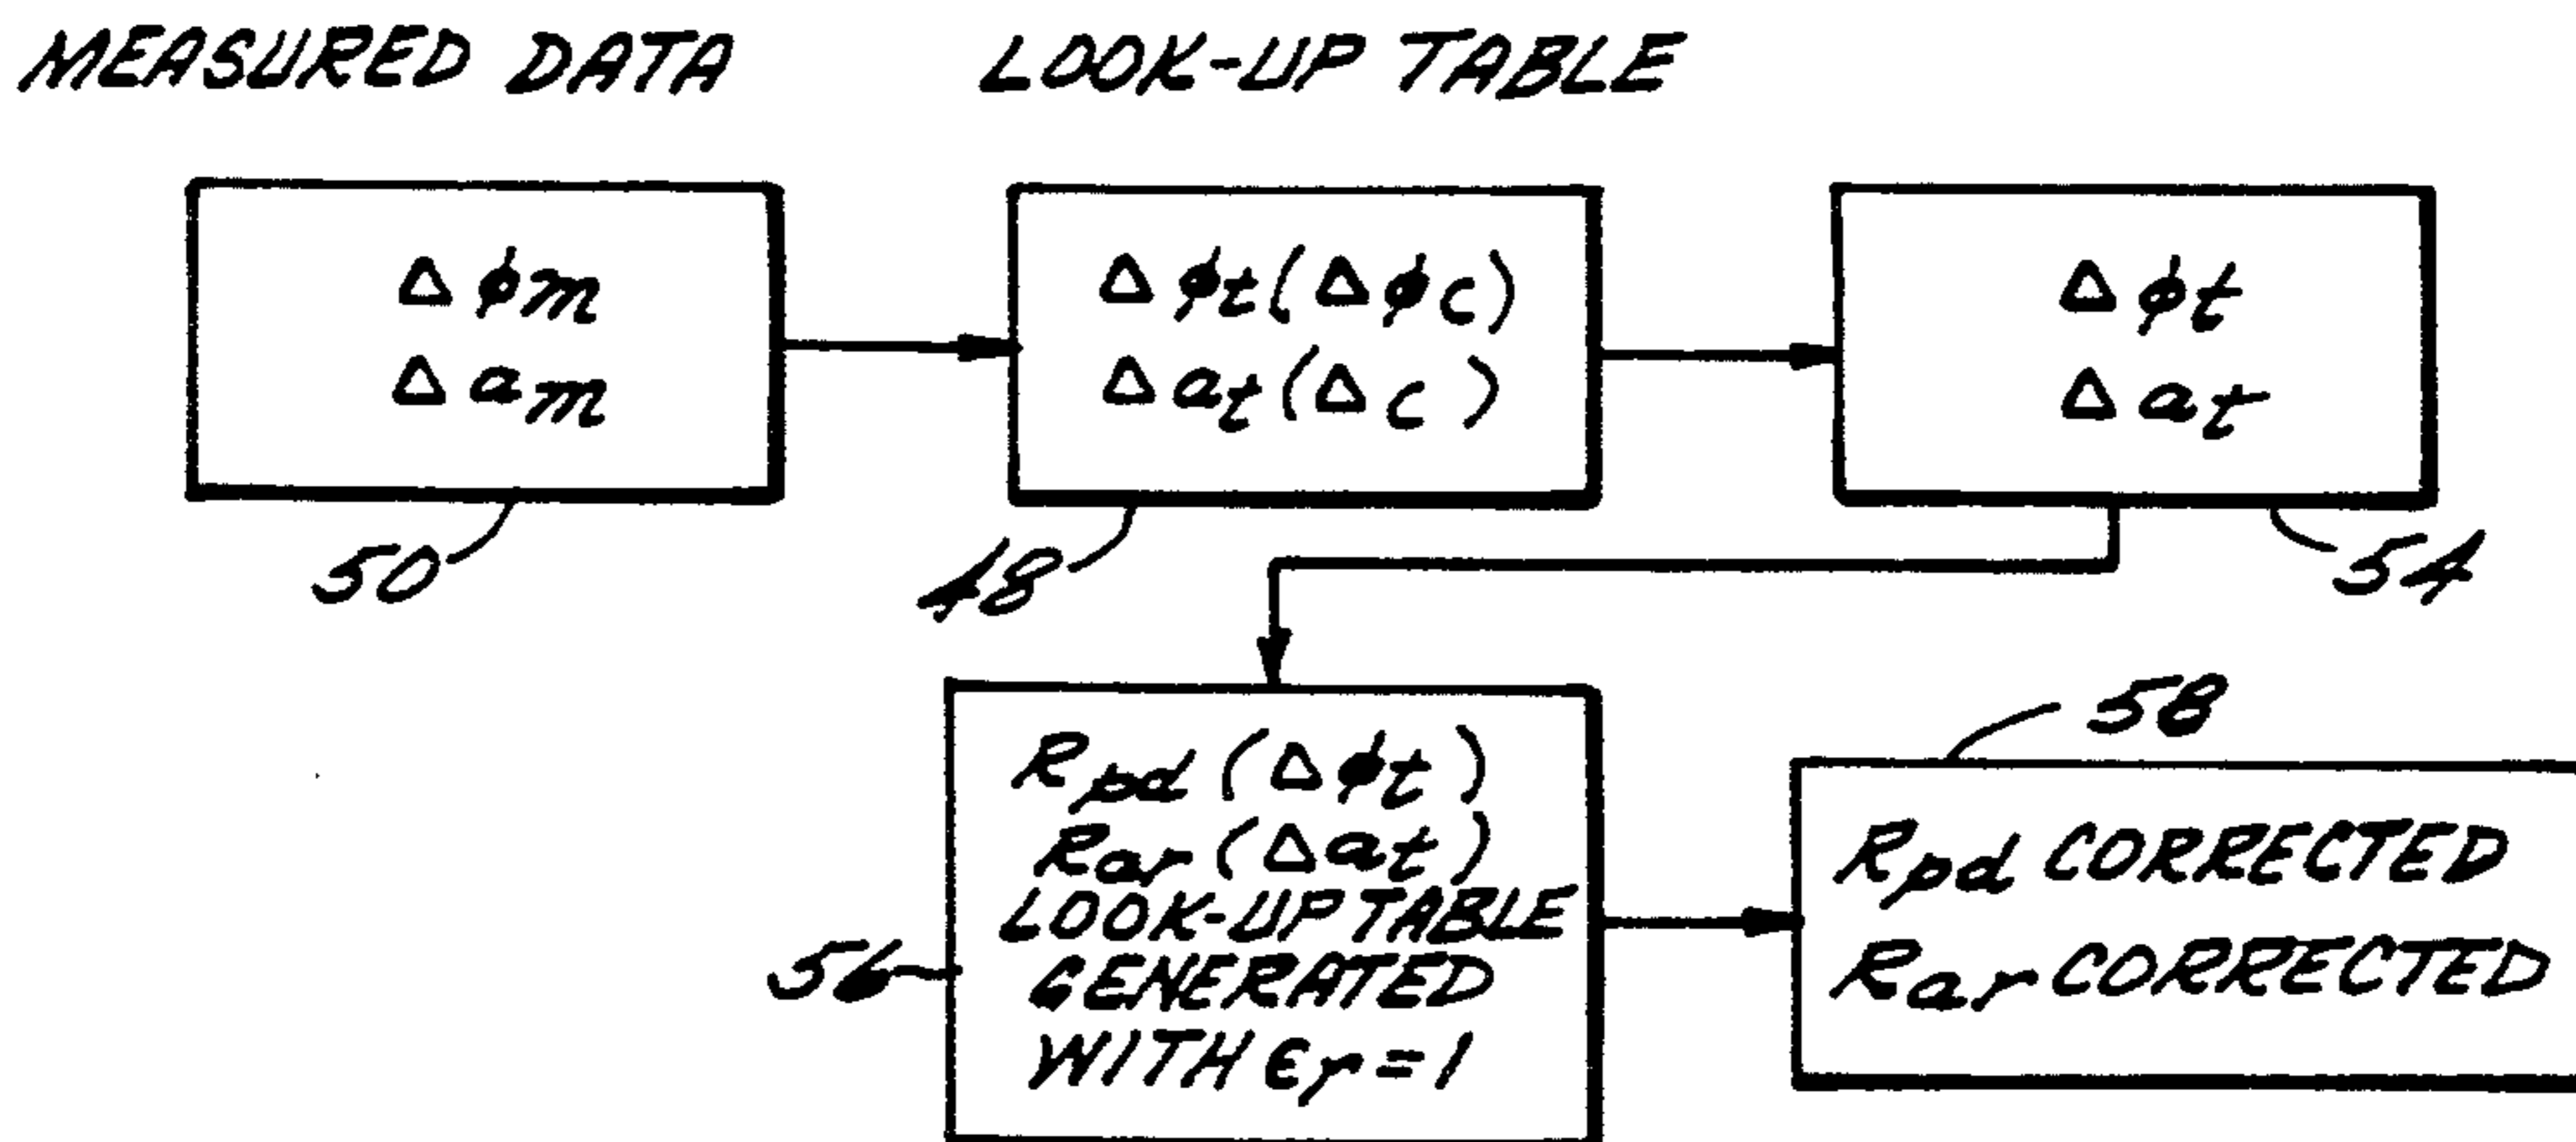 MEASURED DATA
LOOK-UP TABLE
Δϕm
Δam
50
Δϕt(Δϕc)
Δat(Δc)
48
Δϕt
Δat
54
Rpd(Δϕt)
Rar(Δat)
LOOK-UP TABLE
GENERATED
WITH ϵr=1
56
58
Rpd CORRECTED
Rar CORRECTED